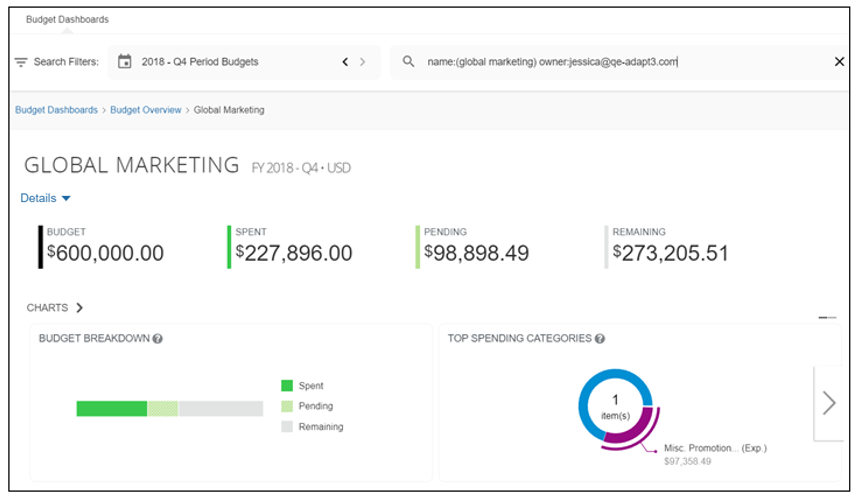 Budget Dashboards
Search Filters: 2018 - Q4 Period Budgets name:(global marketing) owner:jessica@qe-adapt3.com
Budget Dashboards > Budget Overview > Global Marketing
GLOBAL MARKETING FY 2018 - Q4 • USD
Details
BUDGET SPENT PENDING REMAINING
$600,000.00 $227,896.00 $98,898.49 $273,205.51
CHARTS
BUDGET BREAKDOWN TOP SPENDING CATEGORIES
Spent
Pending
Remaining
1
item(s)
Misc. Promotion... (Exp.)
$97,358.49